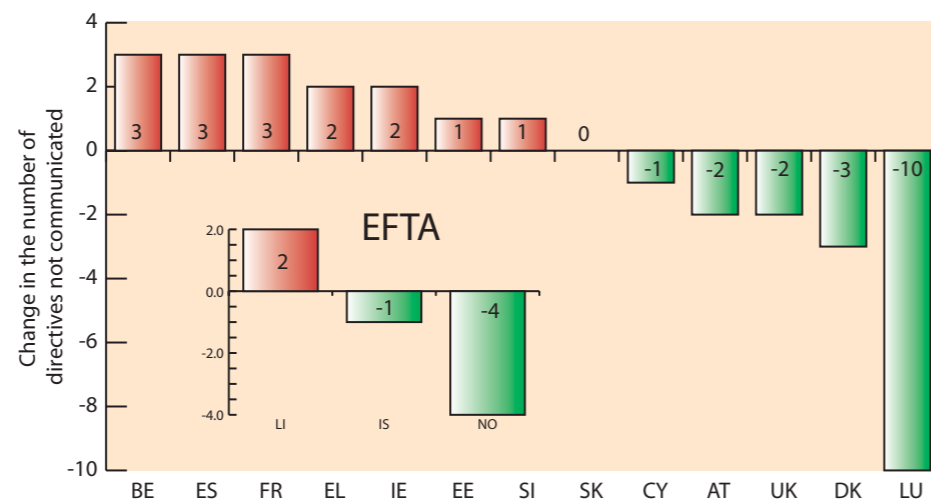 Change in the number of
directives not communicated
4
2
0
-2
-4
-6
-8
-10
3 3 3 2 2 1 1 0 -1 -2 -2 -3 -10
EFTA
2.0
0.0
-2.0
-4.0
2 -1 -4
LI IS NO
BE ES FR EL IE EE SI SK CY AT UK DK LU